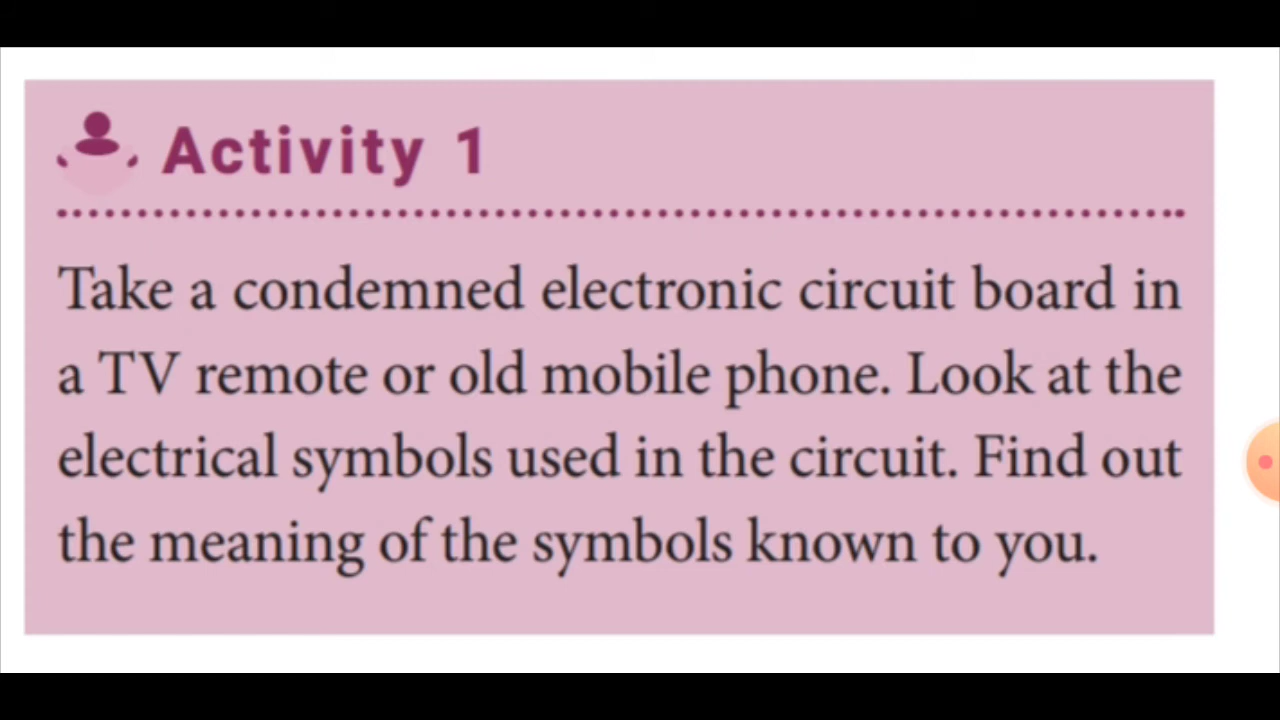 Activity 1
Take a condemned electronic circuit board in
a TV remote or old mobile phone. Look at the
electrical symbols used in the circuit. Find out
the meaning of the symbols known to you.